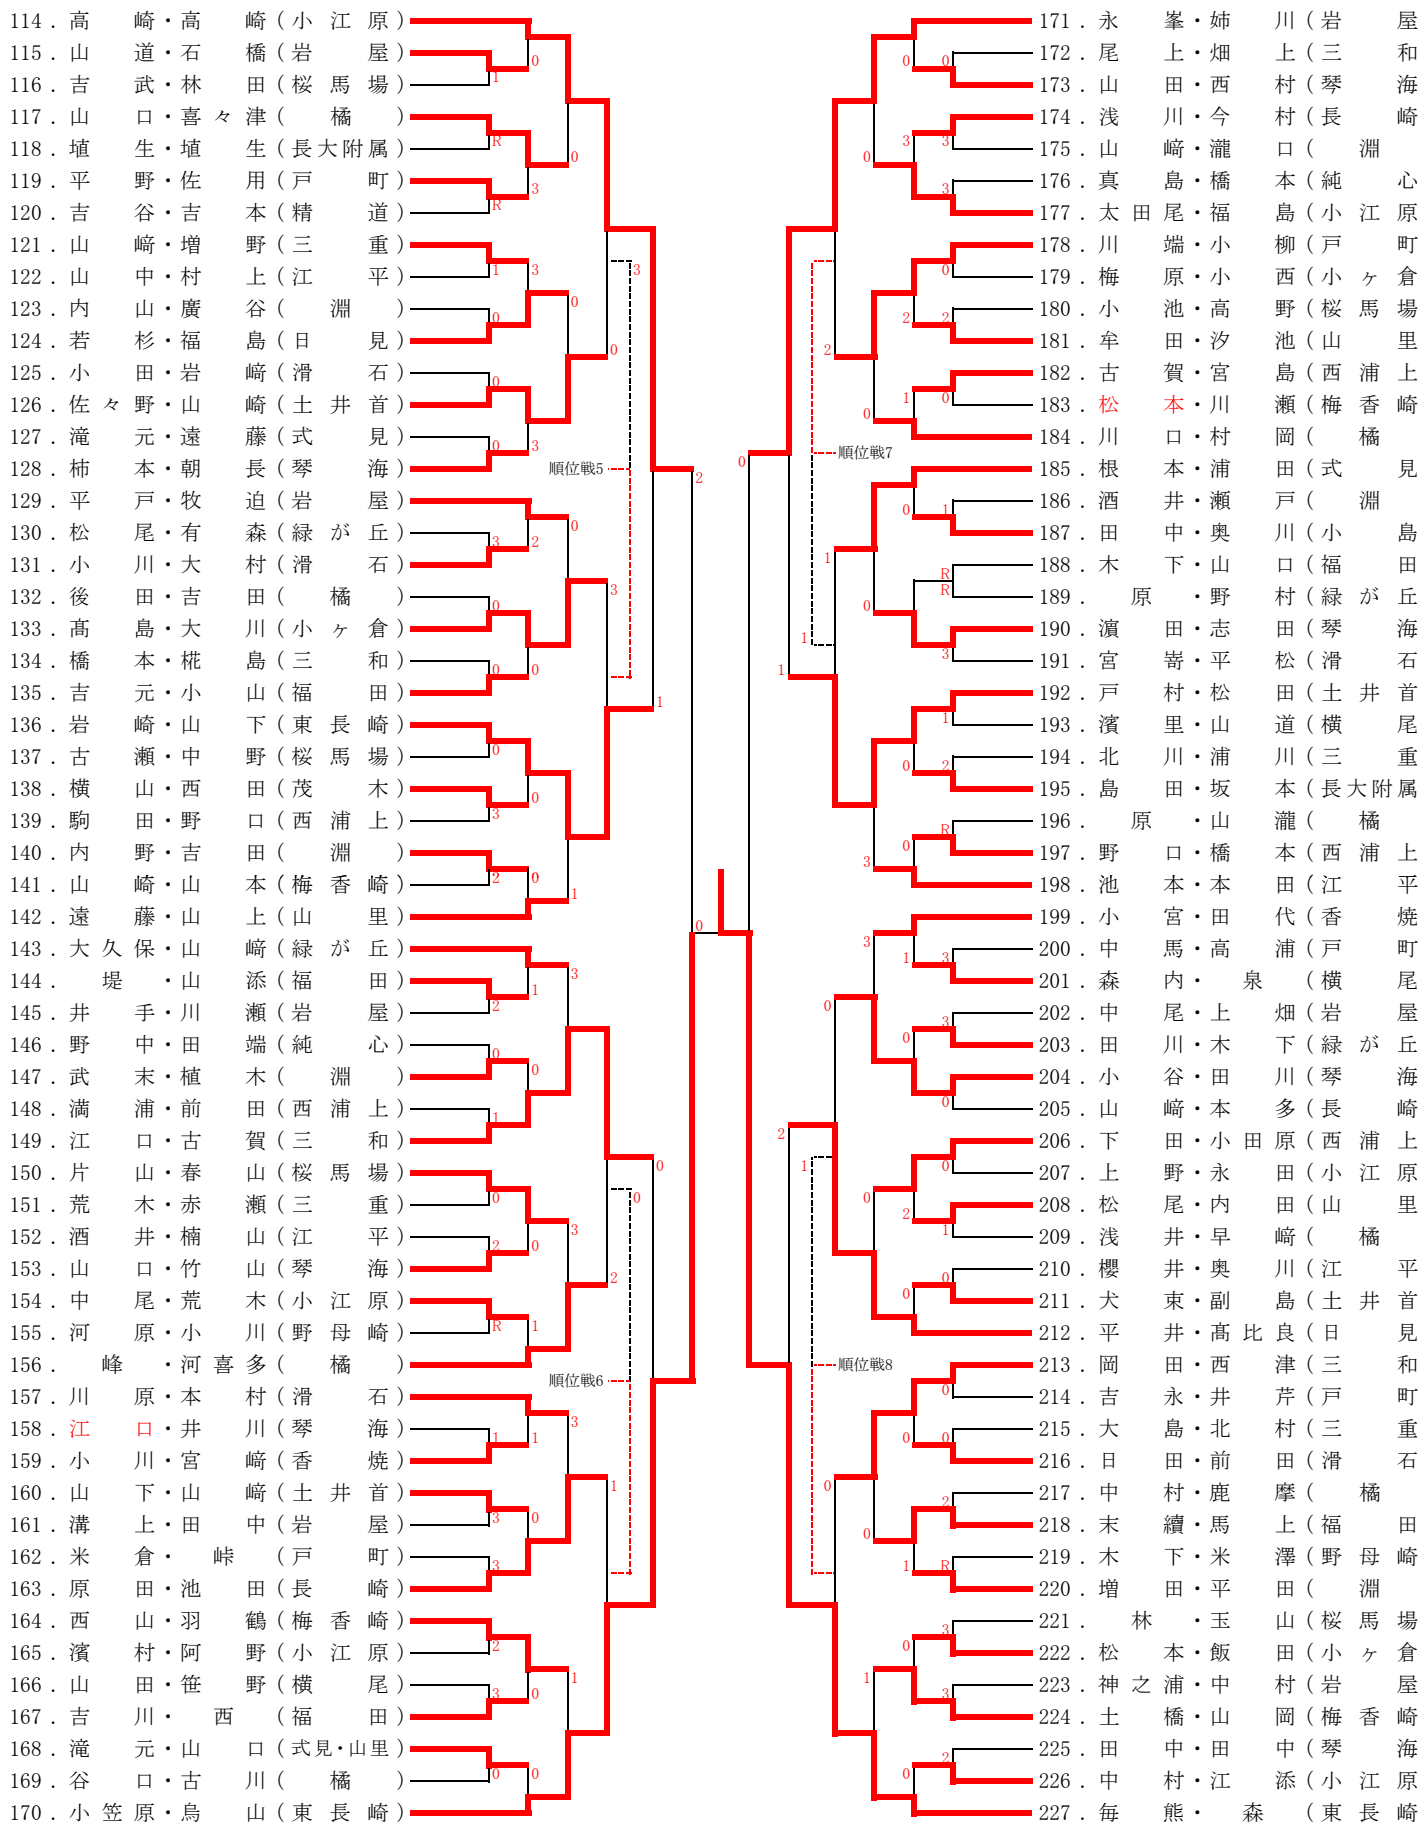 114．高　崎・高　崎（小 江 原）
115．山　道・石　橋（岩　屋）
116．吉　武・林　田（桜 馬 場）
117．山　口・喜 々 津（　橘　）
118．埴　生・埴　生（長大附属）
119．平　野・佐　用（戸　町）
120．吉　谷・吉　本（精　道）
121．山　﨑・増　野（三　重）
122．山　中・村　上（江　平）
123．内　山・廣　谷（　淵　）
124．若　杉・福　島（日　見）
125．小　田・岩　﨑（滑　石）
126．佐 々 野・山　崎（土 井 首）
127．滝　元・遠　藤（式　見）
128．柿　本・朝　長（琴　海）
129．平　戸・牧　迫（岩　屋）
130．松　尾・有　森（緑 が 丘）
131．小　川・大　村（滑　石）
132．後　田・吉　田（　橘　）
133．髙　島・大　川（小 ヶ 倉）
134．橋　本・椛　島（三　和）
135．吉　元・小　山（福　田）
136．岩　崎・山　下（東 長 崎）
137．古　瀬・中　野（桜 馬 場）
138．横　山・西　田（茂　木）
139．駒　田・野　口（西 浦 上）
140．内　野・吉　田（　淵　）
141．山　崎・山　本（梅 香 崎）
142．遠　藤・山　上（山　里）
143．大 久 保・山　﨑（緑 が 丘）
144．　堤　・山　添（福　田）
145．井　手・川　瀬（岩　屋）
146．野　中・田　端（純　心）
147．武　末・植　木（　淵　）
148．満　浦・前　田（西 浦 上）
149．江　口・古　賀（三　和）
150．片　山・春　山（桜 馬 場）
151．荒　木・赤　瀬（三　重）
152．酒　井・楠　山（江　平）
153．山　口・竹　山（琴　海）
154．中　尾・荒　木（小 江 原）
155．河　原・小　川（野 母 崎）
156．　峰　・河 喜 多（　橘　）
157．川　原・本　村（滑　石）
158．江　口・井　川（琴　海）
159．小　川・宮　﨑（香　焼）
160．山　下・山　﨑（土 井 首）
161．溝　上・田　中（岩　屋）
162．米　倉・　峠　（戸　町）
163．原　田・池　田（長　崎）
164．西　山・羽　鶴（梅 香 崎）
165．濱　村・阿　野（小 江 原）
166．山　田・笹　野（横　尾）
167．吉　川・　西　（福　田）
168．滝　元・山　口（式見・山里）
169．谷　口・古　川（　橘　）
170．小 笠 原・鳥　山（東 長 崎）
順位戦5
順位戦6
順位戦7
順位戦8
171．永　峯・姉　川（岩　屋
172．尾　上・畑　上（三　和
173．山　田・西　村（琴　海
174．浅　川・今　村（長　崎
175．山　﨑・瀧　口（　淵
176．真　島・橋　本（純　心
177．太 田 尾・福　島（小 江 原
178．川　端・小　柳（戸　町
179．梅　原・小　西（小 ヶ 倉
180．小　池・高　野（桜 馬 場
181．牟　田・汐　池（山　里
182．古　賀・宮　島（西 浦 上
183．松　本・川　瀬（梅 香 崎
184．川　口・村　岡（　橘
185．根　本・浦　田（式　見
186．酒　井・瀬　戸（　淵
187．田　中・奥　川（小　島
188．木　下・山　口（福　田
189．　原　・野　村（緑 が 丘
190．濵　田・志　田（琴　海
191．宮　嵜・平　松（滑　石
192．戸　村・松　田（土 井 首
193．濱　里・山　道（横　尾
194．北　川・浦　川（三　重
195．島　田・坂　本（長大附属
196．　原　・山　瀧（　橘
197．野　口・橋　本（西 浦 上
198．池　本・本　田（江　平
199．小　宮・田　代（香　焼
200．中　馬・高　浦（戸　町
201．森　内・　泉　（横　尾
202．中　尾・上　畑（岩　屋
203．田　川・木　下（緑 が 丘
204．小　谷・田　川（琴　海
205．山　﨑・本　多（長　崎
206．下　田・小 田 原（西 浦 上
207．上　野・永　田（小 江 原
208．松　尾・内　田（山　里
209．浅　井・早　﨑（　橘
210．櫻　井・奥　川（江　平
211．犬　束・副　島（土 井 首
212．平　井・髙 比 良（日　見
213．岡　田・西　津（三　和
214．吉　永・井　芹（戸　町
215．大　島・北　村（三　重
216．日　田・前　田（滑　石
217．中　村・鹿　摩（　橘
218．末　續・馬　上（福　田
219．木　下・米　澤（野 母 崎
220．増　田・平　田（　淵
221．　林　・玉　山（桜 馬 場
222．松　本・飯　田（小 ヶ 倉
223．神 之 浦・中　村（岩　屋
224．土　橋・山　岡（梅 香 崎
225．田　中・田　中（琴　海
226．中　村・江　添（小 江 原
227．毎　熊・　森　（東 長 崎